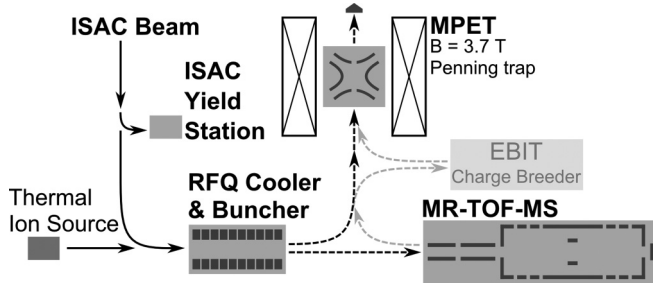 ISAC Beam
ISAC
Yield
Station
MPET
B = 3.7 T
Penning trap
EBIT
Charge Breeder
Thermal
Ion Source
RFQ Cooler
& Buncher
MR-TOF-MS